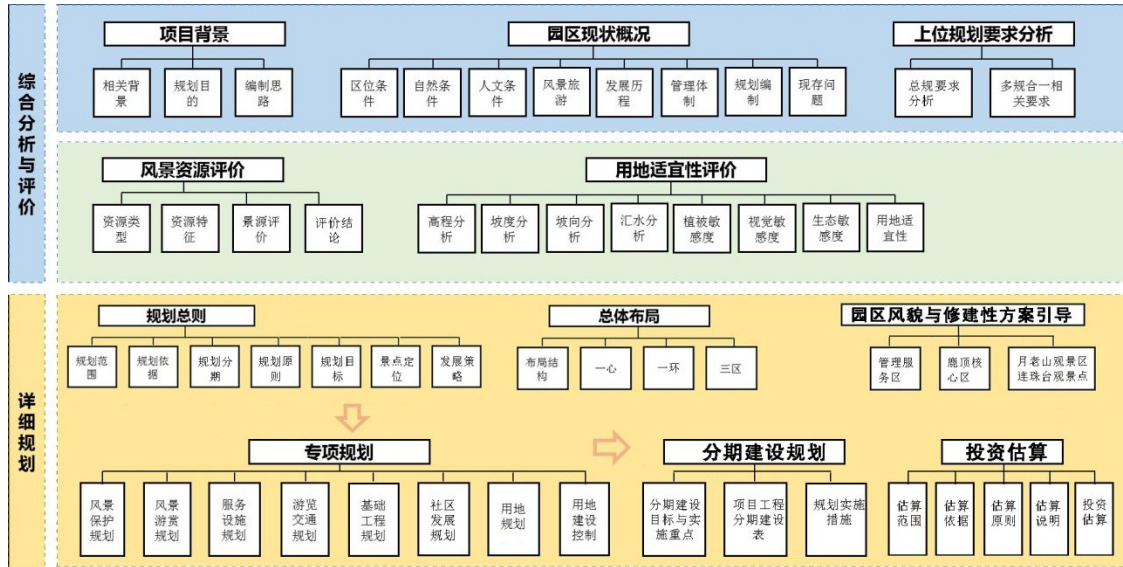 综合分析与评价
项目背景
相关背
景
规划目
的
编制思
路
园区现状概况
区位条
件
自然条
件
人文条
件
风景旅
游
发展历
程
管理体
制
规划编
制
现存问
题
上位规划要求分析
总规要求
分析
多规合一相
关要求
风景资源评价
资源类
型
资源特
征
景源评
价
评价结
论
用地适宜性评价
高程分
析
坡度分
析
坡向分
析
汇水分
析
植被敏
感度
视觉敏
感度
生态敏
感度
用地适
宜性
详细规划
规划总则
规划范
围
规划依
据
规划分
期
规划原
则
规划目
标
景点定
位
发展策
略
总体布局
布局结
构
一心
一环
三区
园区风貌与修建性方案引导
管理服
务区
鹿顶核
心区
月老山观景区
连珠台观景点
专项规划
风景
保护
规划
风景
游赏
规划
服务
设施
规划
游览
交通
规划
基础
工程
规划
社区
发展
规划
用地
规划
用地
建设
控制
分期建设规划
分期建设
目标与实
施重点
项目工程
分期建设
表
规划实施
措施
投资估算
估算
范围
估算
依据
估算
原则
估算
说明
投资
估算